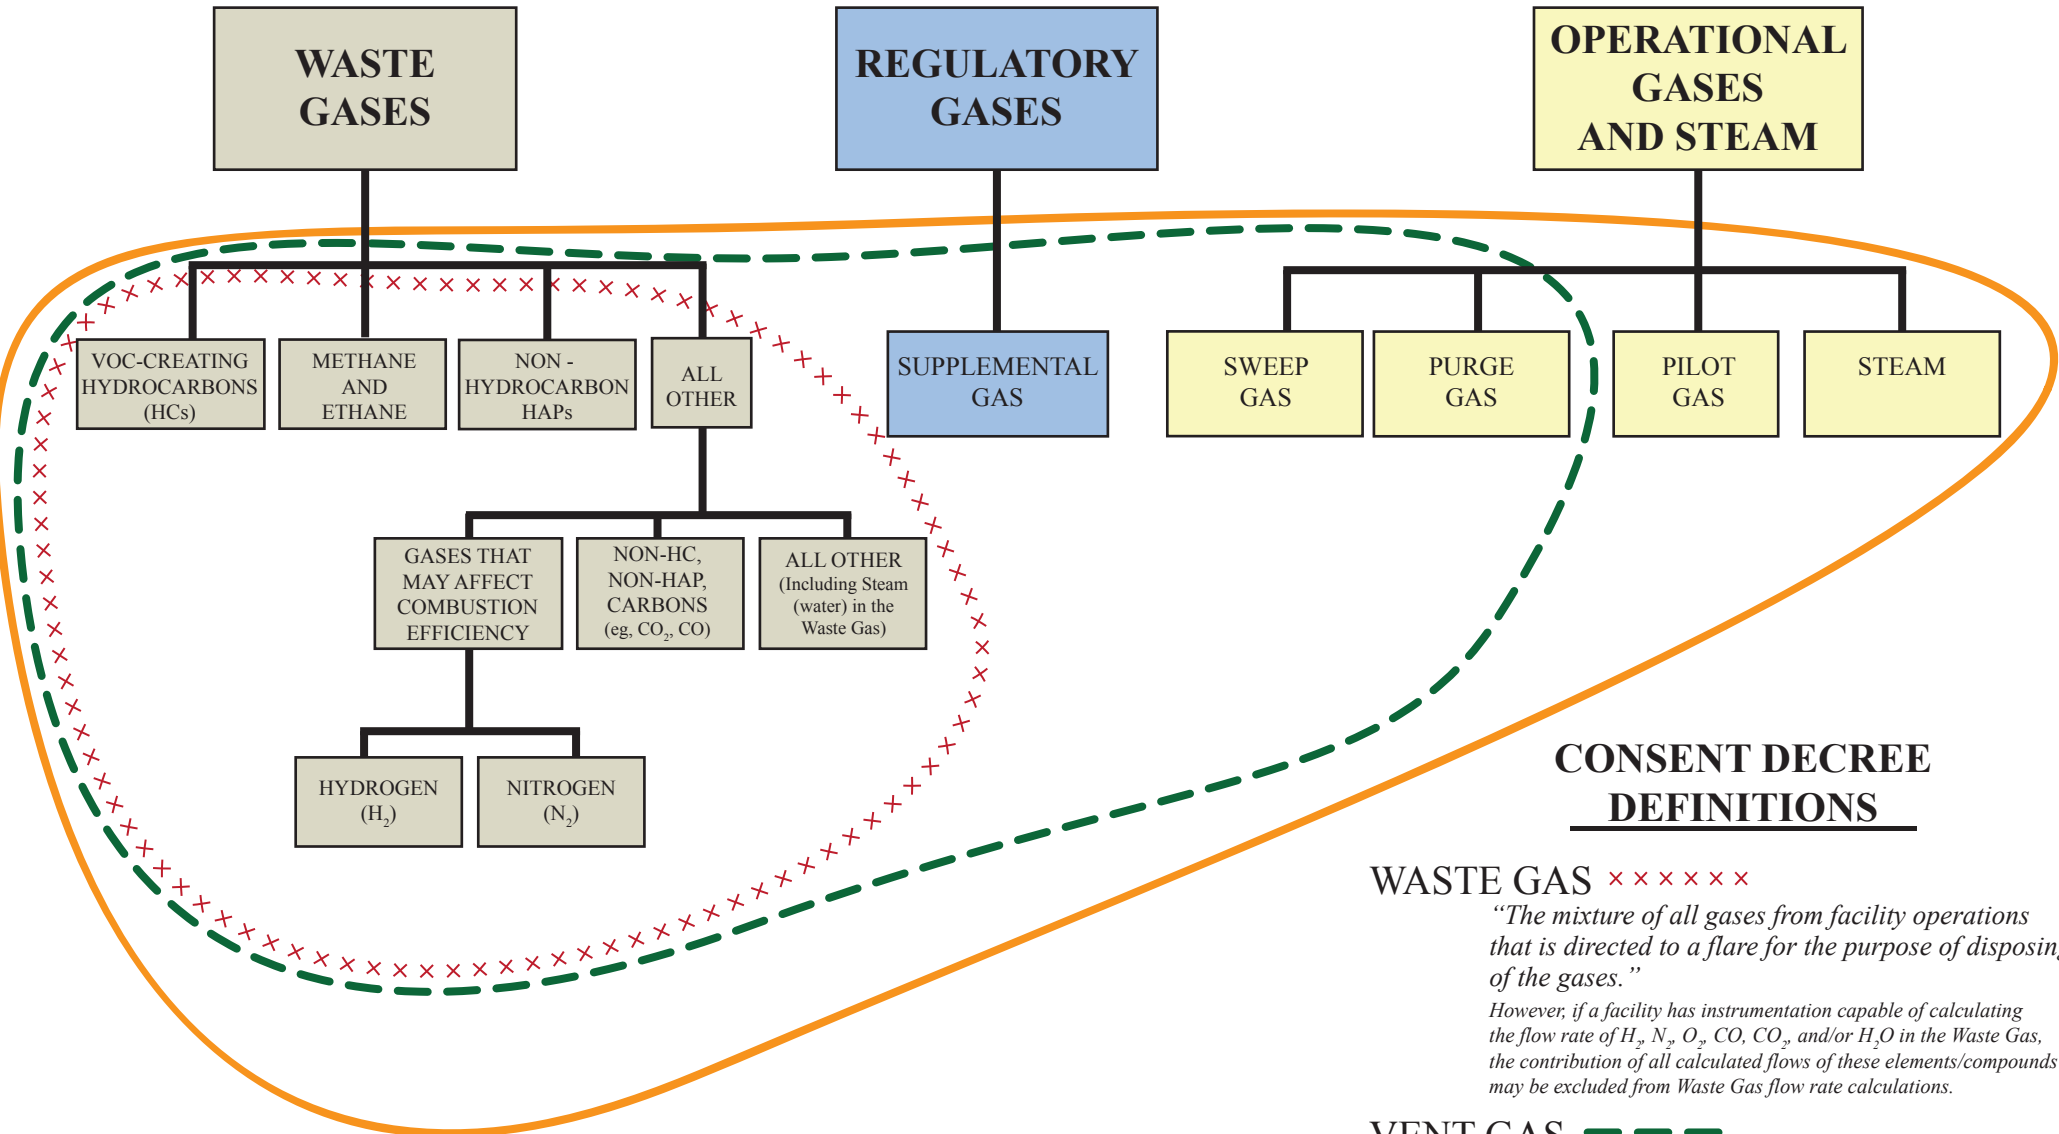 WASTE
GASES
REGULATORY
GASES
OPERATIONAL
GASES
AND STEAM
VOC-CREATING
HYDROCARBONS
(HCs)
METHANE
AND
ETHANE
NON -
HYDROCARBON
HAPs
ALL
OTHER
SUPPLEMENTAL
GAS
SWEEP
GAS
PURGE
GAS
PILOT
GAS
STEAM
GASES THAT
MAY AFFECT
COMBUSTION
EFFICIENCY
NON-HC,
NON-HAP,
CARBONS
(eg, CO₂, CO)
ALL OTHER
(Including Steam
(water) in the
Waste Gas)
HYDROGEN
(H₂)
NITROGEN
(N₂)
CONSENT DECREE
DEFINITIONS
WASTE GAS
“The mixture of all gases from facility operations
that is directed to a flare for the purpose of disposin
of the gases.”
However, if a facility has instrumentation capable of calculating
the flow rate of H₂, N₂, O₂, CO, CO₂, and/or H₂O in the Waste Gas,
the contribution of all calculated flows of these elements/compounds
may be excluded from Waste Gas flow rate calculations.
VENT GAS